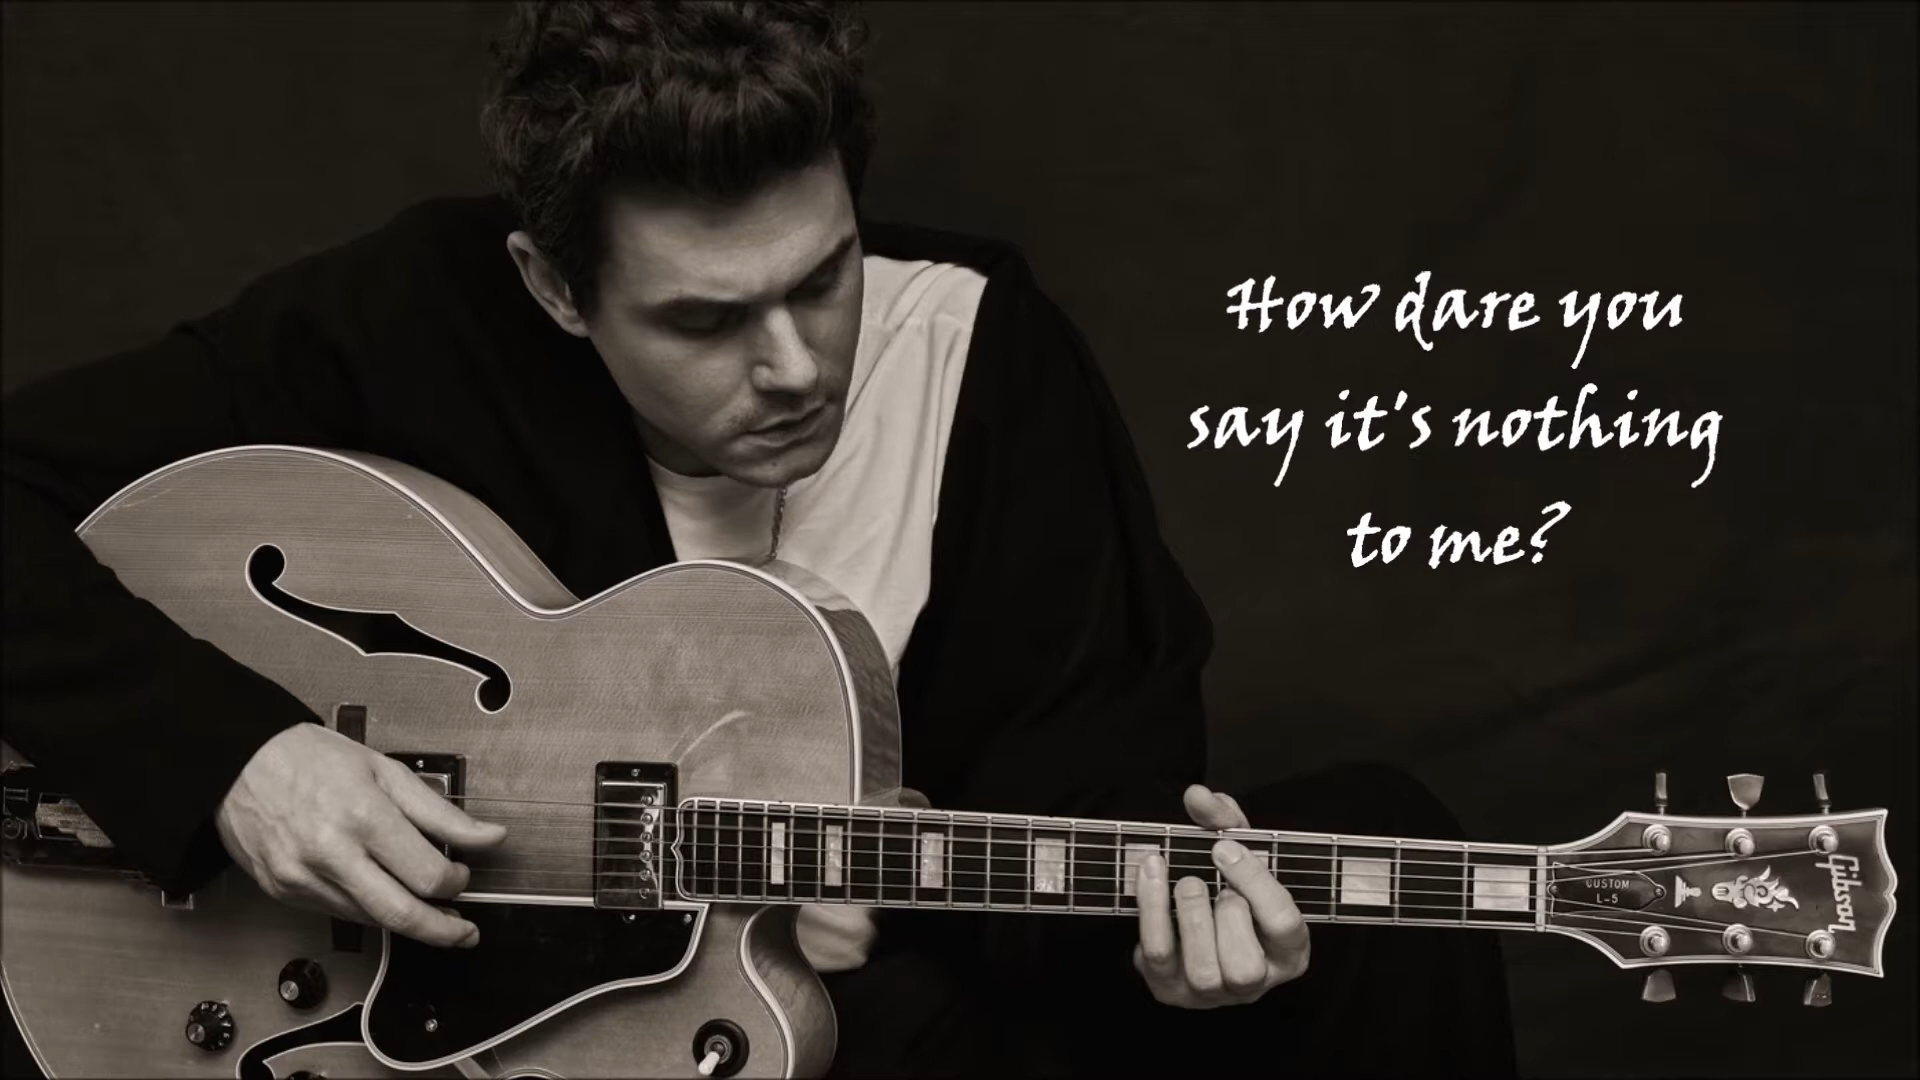 How dare you
say it's nothing
to me?
CUSTOM
L-5
Gibson